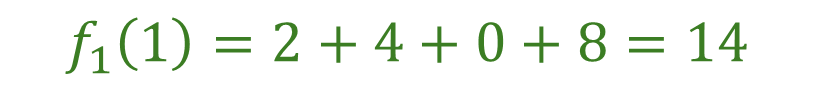 f₁(1) = 2 + 4 + 0 + 8 = 14